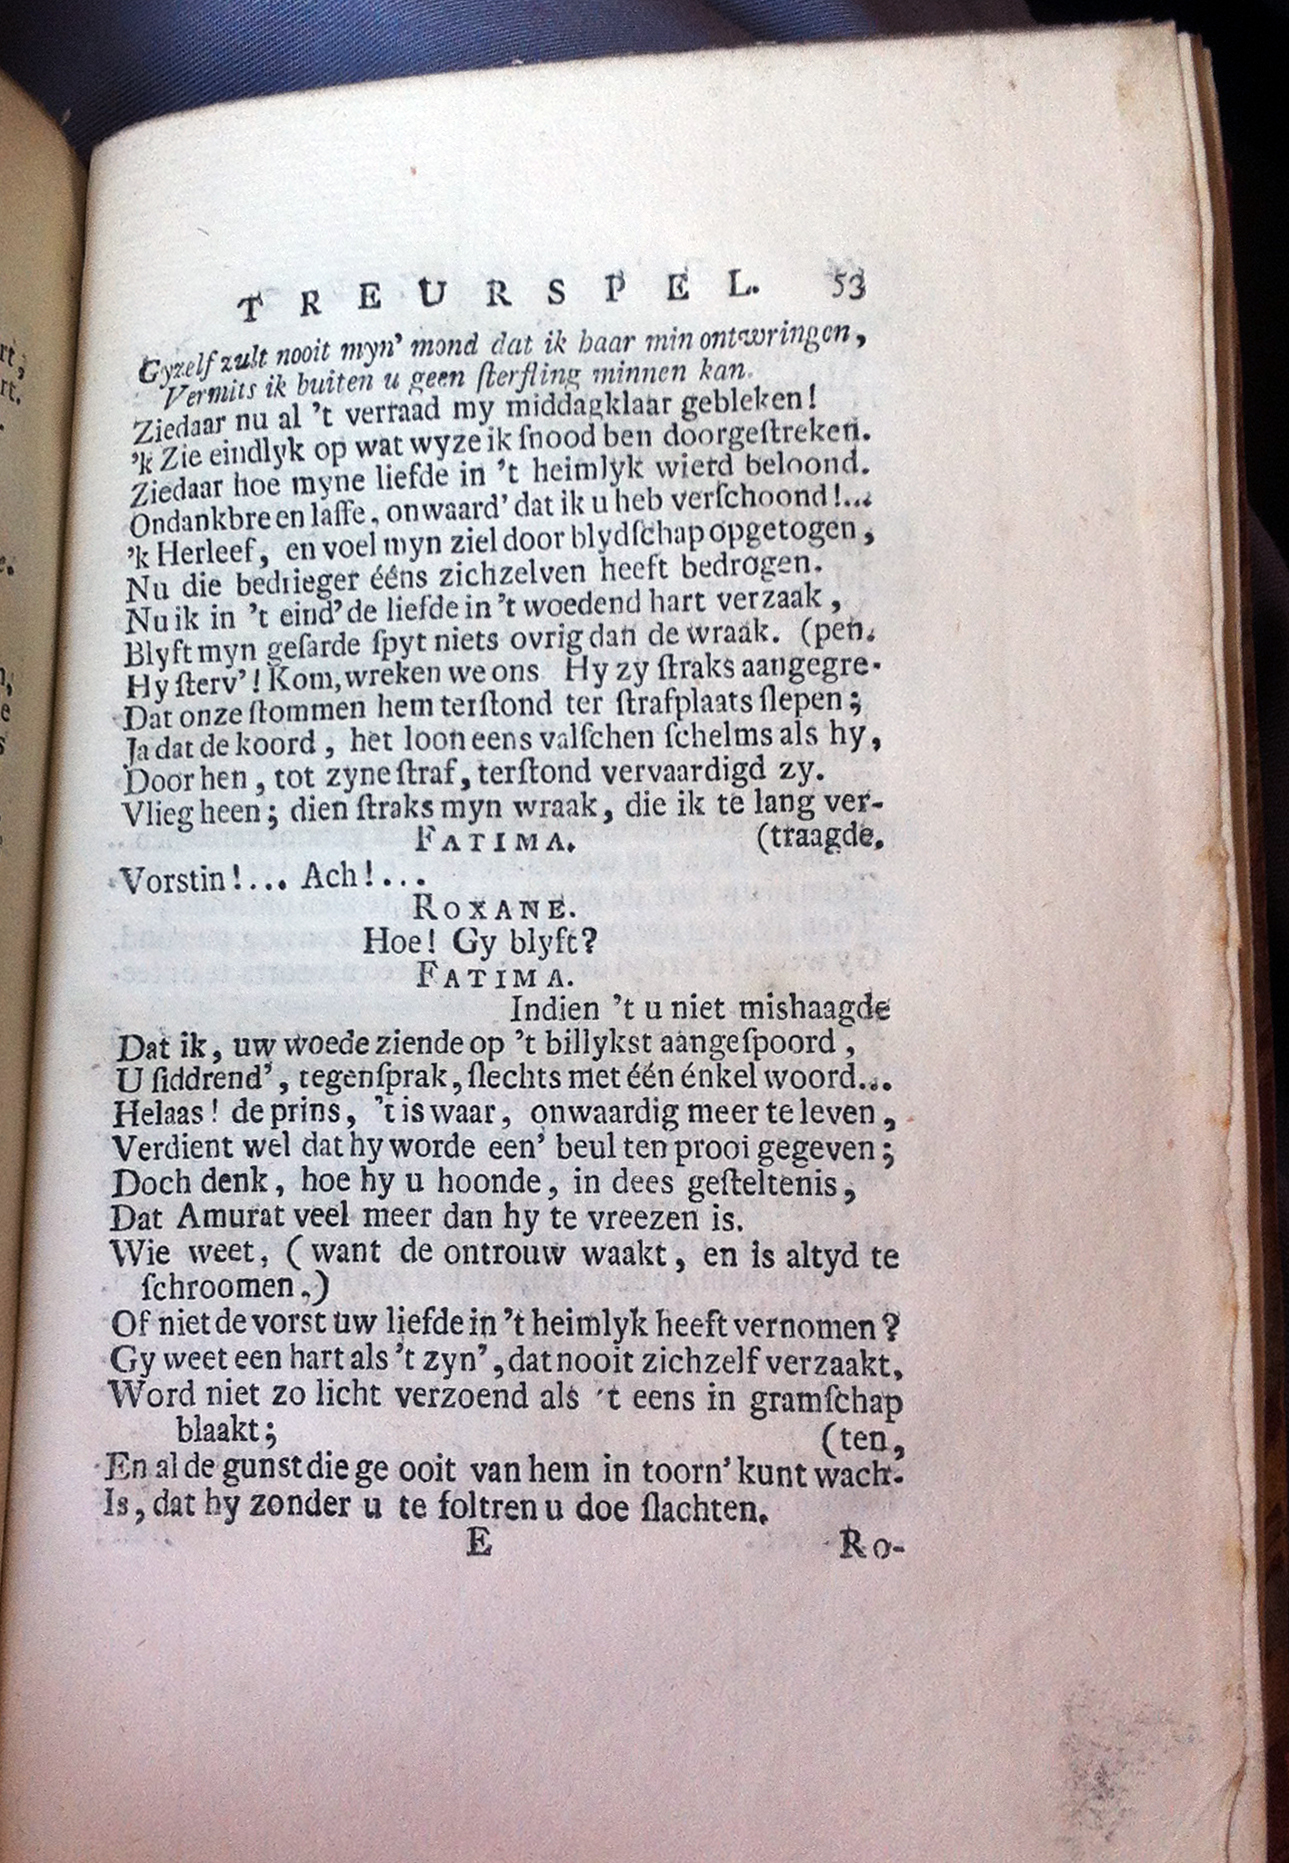 TREURSPEL. 53
Gyzelf zult nooit myn' mond dat ik haar min ontwringen,
Vermits ik buiten u geen ſterfling minnen kan.
Ziedaar nu al 't verraad my middagklaar gebleken!
'k Zie eindlyk op wat wyze ik ſnood ben doorgeſtreken.
Ziedaar hoe myne liefde in 't heimlyk wierd beloond.
Ondankbre en laffe, onwaard' dat ik u heb verſchoond!...
'k Herleef, en voel myn ziel door blydſchap opgetogen,
Nu die bedrieger ééns zichzelven heeft bedrogen.
Nu ik in 't eind' de liefde in 't woedend hart verzaak,
Blyft myn geſarde ſpyt niets ovrig dan de wraak. (pen.
Hy ſterv'! Kom, wreken we ons Hy zy ſtraks aangegre-
Dat onze ſtommen hem terſtond ter ſtrafplaats ſlepen;
Ja dat de koord, het loon eens valſchen ſchelms als hy,
Door hen, tot zyne ſtraf, terſtond vervaardigd zy.
Vlieg heen; dien ſtraks myn wraak, die ik te lang ver-
FATIMA. (traagde.
Vorstin!... Ach!...
ROXANE.
Hoe! Gy blyft?
FATIMA.
Indien 't u niet mishaagde
Dat ik, uw woede ziende op 't billykst aangeſpoord,
U ſiddrend', tegenſprak, ſlechts met één énkel woord...
Helaas! de prins, 't is waar, onwaardig meer te leven,
Verdient wel dat hy worde een' beul ten prooi gegeven;
Doch denk, hoe hy u hoonde, in dees geſteltenis,
Dat Amurat veel meer dan hy te vreezen is.
Wie weet, (want de ontrouw waakt, en is altyd te
ſchroomen,)
Of niet de vorst uw liefde in 't heimlyk heeft vernomen?
Gy weet een hart als 't zyn', dat nooit zichzelf verzaakt,
Word niet zo licht verzoend als 't eens in gramſchap
blaakt; (ten,
En al de gunst die ge ooit van hem in toorn' kunt wach-
Is, dat hy zonder u te foltren u doe ſlachten.
E Ro-